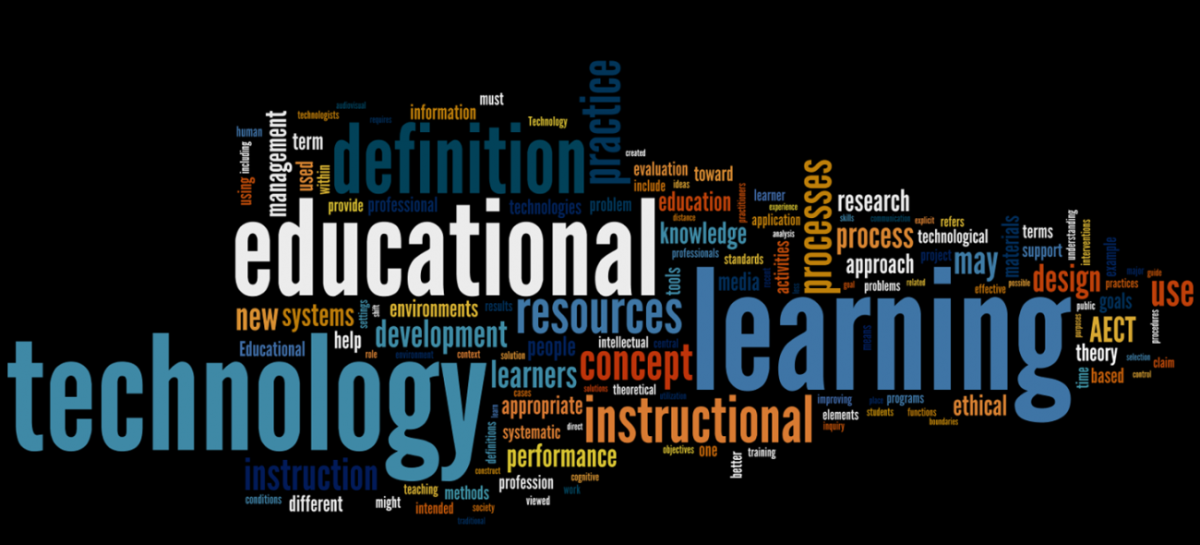 practice
must
information
audiovisual
technologists
requires
Technology
human
including
management
term
definition
created
using
used
within
evaluation
toward
include
ideas
practitioners
processes
provide
professional
technologies
problem
education
learner
research
experience
distance
application
skills
communication
explicit
refers
educational
knowledge
analysis
process
technological
materials
terms
understanding
interventions
professionals
activities
project
support
example
standards
approach
may
tools
media
goal
problems
related
possible
design
major
guide
practices
effective
learning
goals
use
new
systems
settings
environments
results
resources
public
Educational
help
development
people
intellectual
control
means
purposes
AECT
procedures
role
environment
context
solution
concept
theory
selection
claim
technology
learners
solutions
theoretical
time
based
control
cases
utilization
improving
place
programs
learn
appropriate
instructional
elements
students
functions
ethical
definitions
systematic
direct
inquiry
boundaries
instruction
performance
objectives
one
better
training
construct
cognitive
conditions
different
might
teaching
methods
profession
work
intended
society
viewed
traditional